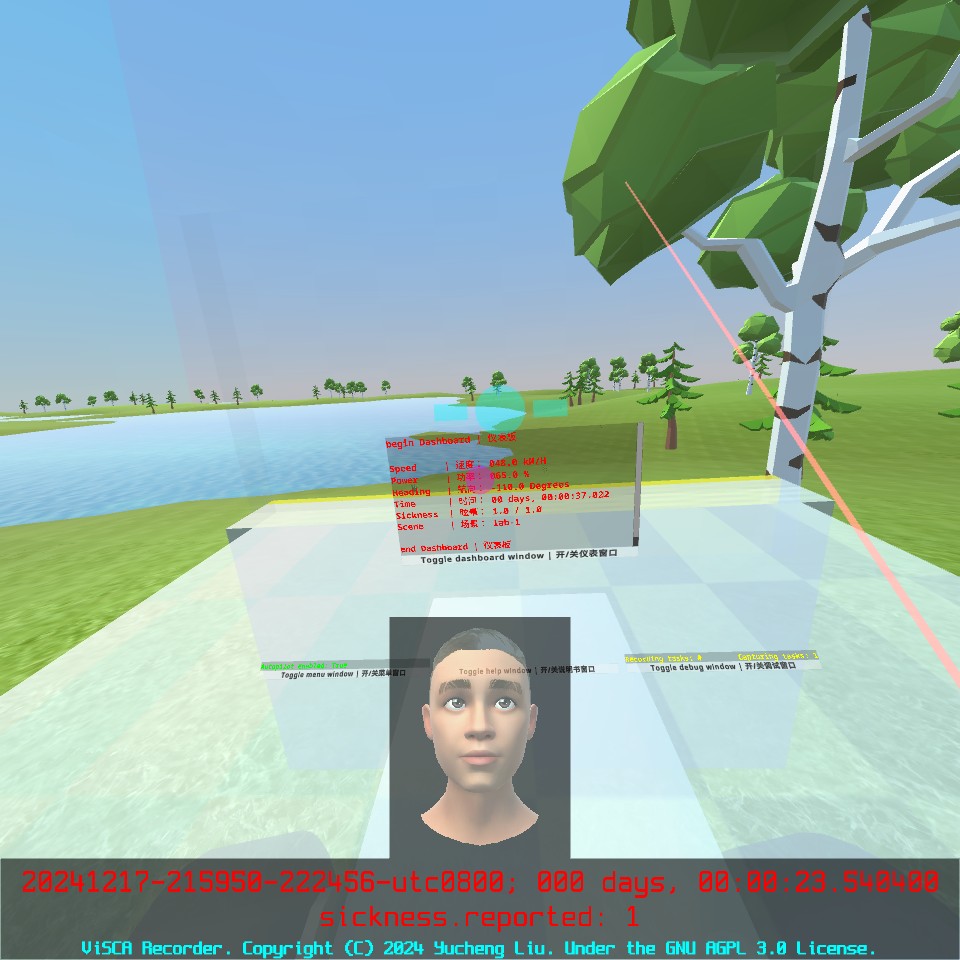 begin Dashboard | 仪表板
Speed | 速度: 048.0 kM/H
Power | 功率: 065.0 %
Heading | 航向: -110.0 Degrees
Time | 时间: 00 days, 00:00:37.022
Sickness | 眩晕: 1.0 / 1.0
Scene | 场景: lab-1
end Dashboard | 仪表板
Toggle dashboard window | 开/关仪表窗口
Autopilot enabled: True
Toggle menu window | 开/关菜单窗口
Toggle help window | 开/关说明书窗口
Recording tasks: 0 Capturing tasks: 1
Toggle debug window | 开/关调试窗口
20241217-215950-222456-utc0800; 000 days, 00:00:23.540400
sickness.reported: 1
ViSCA Recorder. Copyright (C) 2024 Yucheng Liu. Under the GNU AGPL 3.0 License.